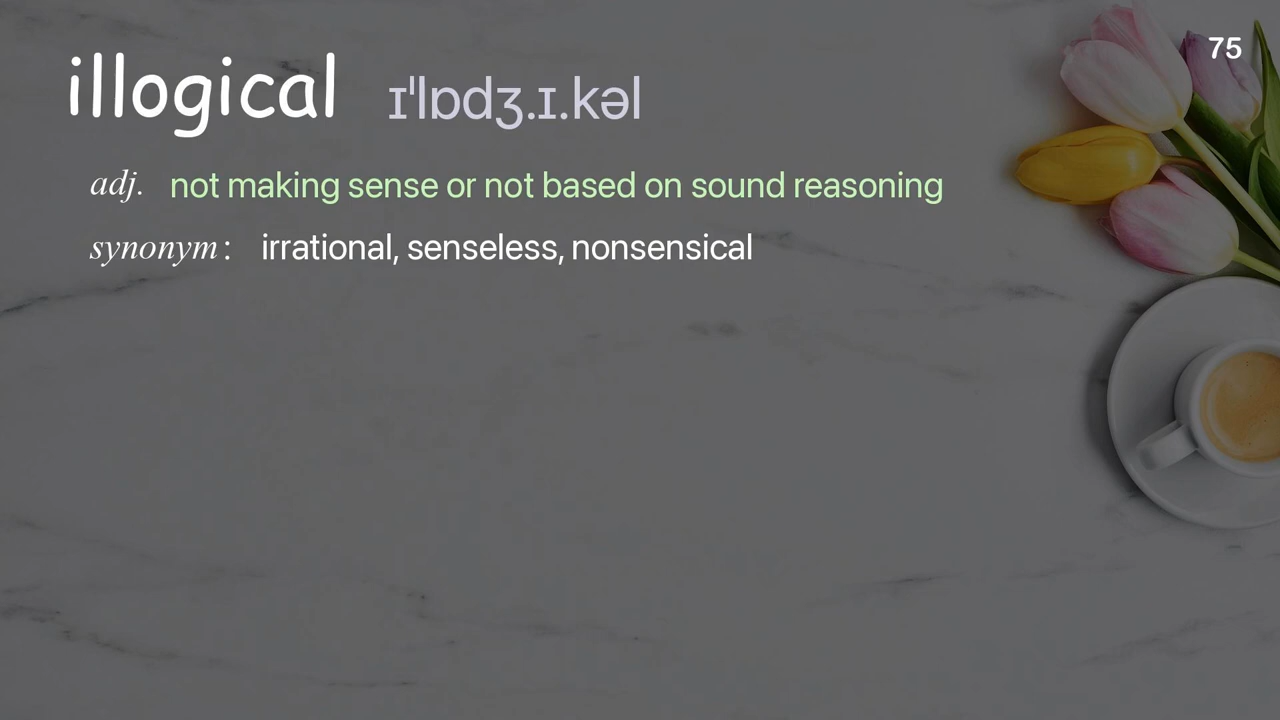 75
illogical ɪˈlɒdʒ.ɪ.kəl
adj. not making sense or not based on sound reasoning
synonym: irrational, senseless, nonsensical